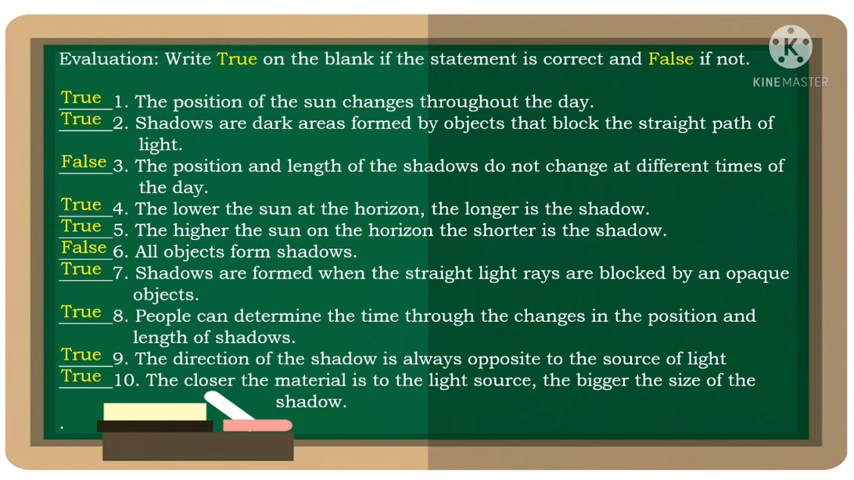 K
KINEMASTER
Evaluation: Write True on the blank if the statement is correct and False if not.
True 1. The position of the sun changes throughout the day.
True 2. Shadows are dark areas formed by objects that block the straight path of
light.
False 3. The position and length of the shadows do not change at different times of
the day.
True 4. The lower the sun at the horizon, the longer is the shadow.
True 5. The higher the sun on the horizon the shorter is the shadow.
False 6. All objects form shadows.
True 7. Shadows are formed when the straight light rays are blocked by an opaque
objects.
True 8. People can determine the time through the changes in the position and
length of shadows.
True 9. The direction of the shadow is always opposite to the source of light
True 10. The closer the material is to the light source, the bigger the size of the
shadow.
.